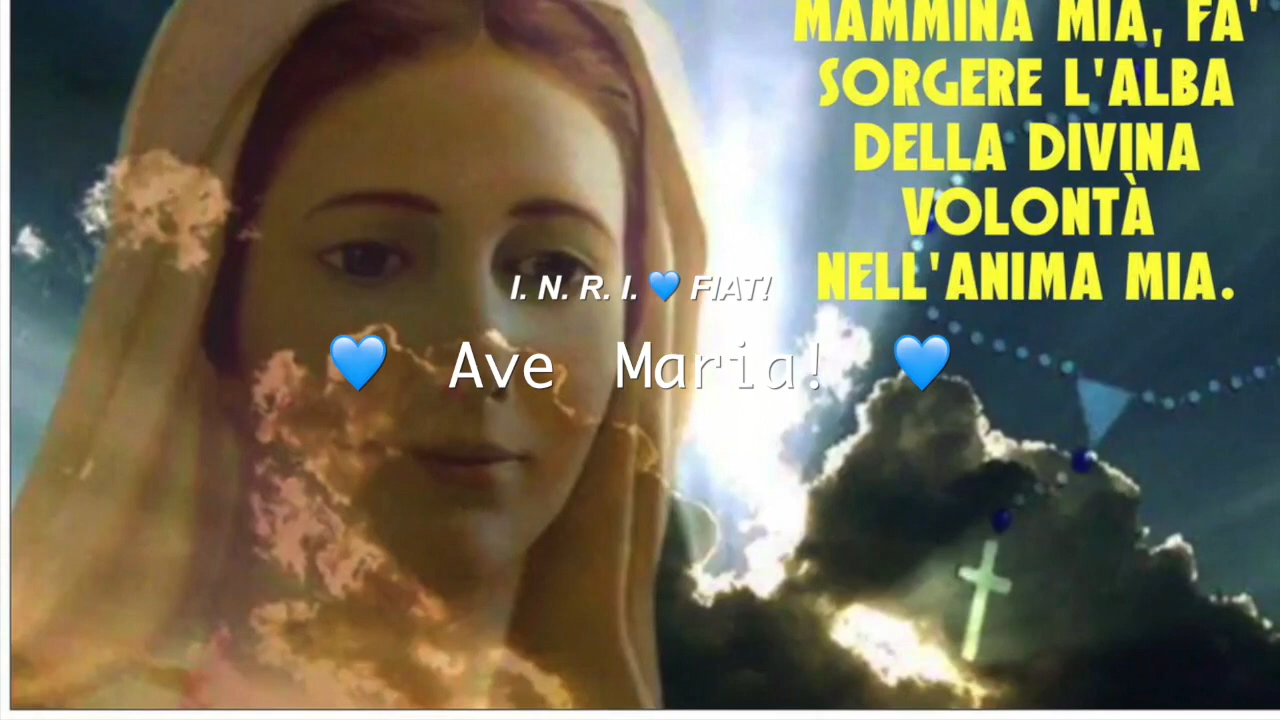 MAMMINA MIA, FA'
SORGERE L'ALBA
DELLA DIVINA
VOLONTÀ
NELL'ANIMA MIA.
I. N. R. I. 💙 FIAT!
💙 Ave Maria! 💙